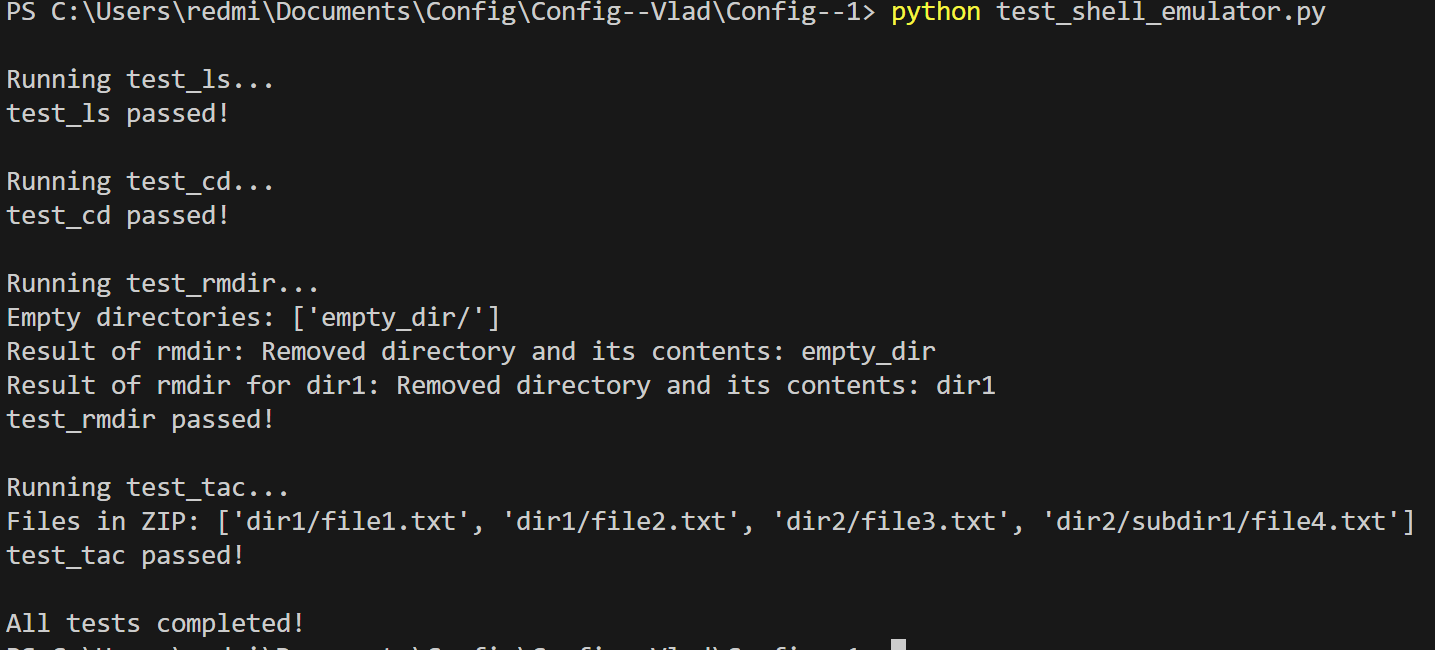 PS C:\Users\redmi\Documents\Config\Config--Vlad\Config--1> python test_shell_emulator.py
Running test_ls...
test_ls passed!
Running test_cd...
test_cd passed!
Running test_rmdir...
Empty directories: ['empty_dir/']
Result of rmdir: Removed directory and its contents: empty_dir
Result of rmdir for dir1: Removed directory and its contents: dir1
test_rmdir passed!
Running test_tac...
Files in ZIP: ['dir1/file1.txt', 'dir1/file2.txt', 'dir2/file3.txt', 'dir2/subdir1/file4.txt']
test_tac passed!
All tests completed!